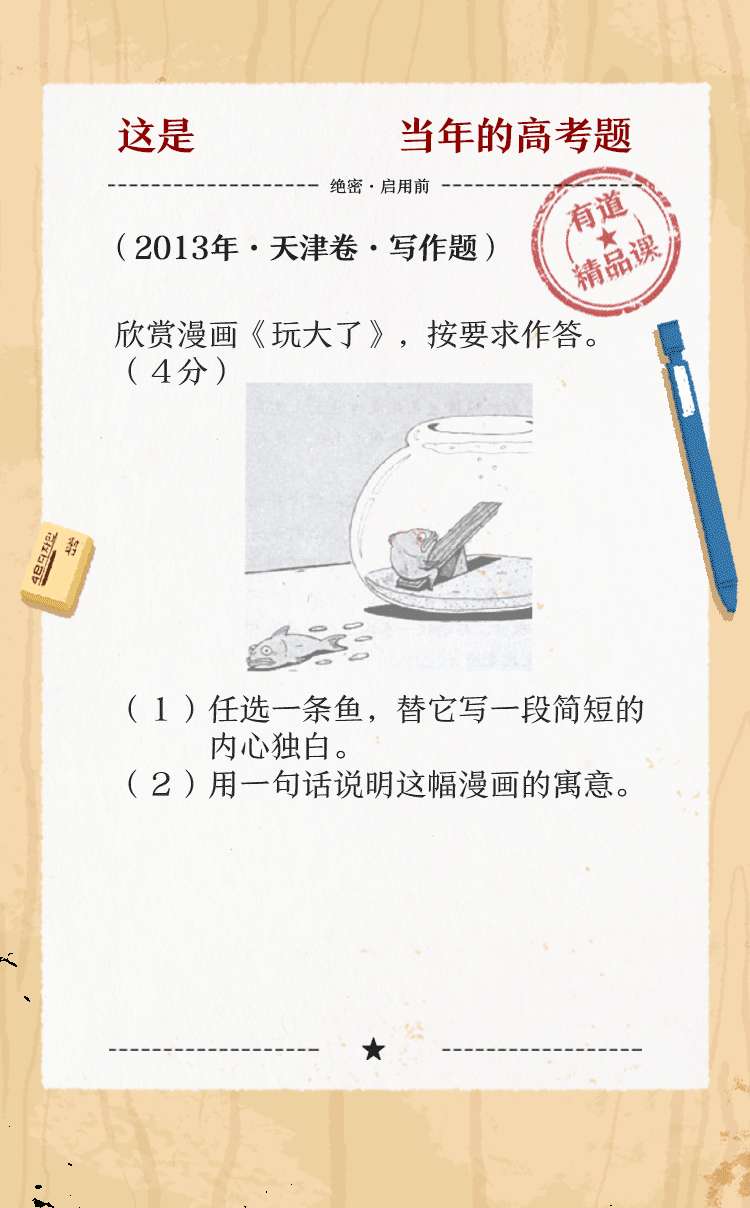 这是 当年的高考题
绝密·启用前
（2013年·天津卷·写作题）
有道
精品课
欣赏漫画《玩大了》，按要求作答。
（4分）
（1）任选一条鱼，替它写一段简短的
内心独白。
（2）用一句话说明这幅漫画的寓意。